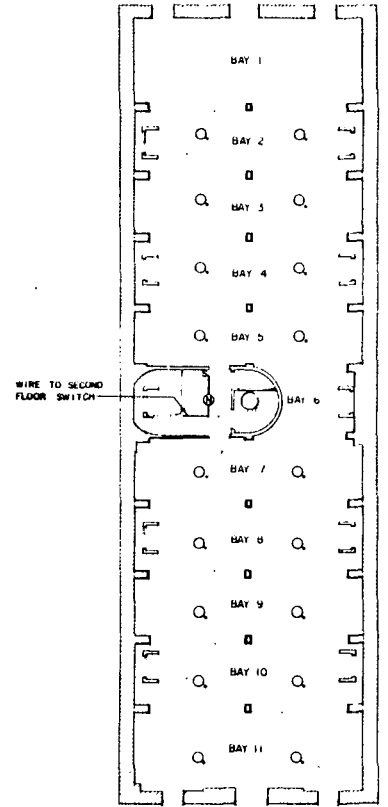 BAY 1
BAY 2
BAY 3
BAY 4
BAY 5
WIRE TO SECOND
FLOOR SWITCH
BAY 6
BAY 7
BAY 8
BAY 9
BAY 10
BAY 11